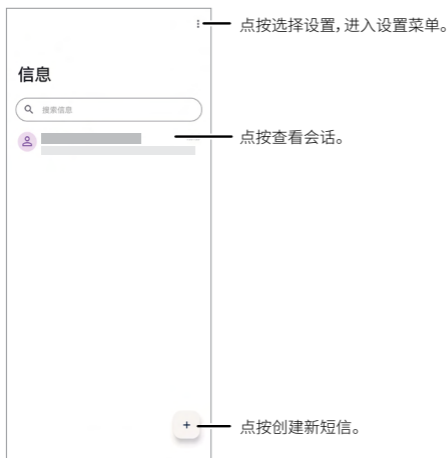 点按选择设置，进入设置菜单。
信息
搜索信息
点按查看会话。
点按创建新短信。